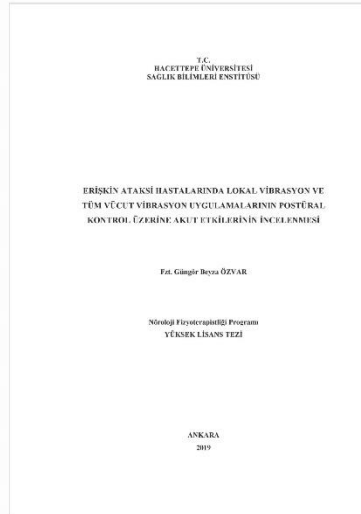 T.C.
HACETTEPE ÜNİVERSİTESİ
SAĞLIK BİLİMLERİ ENSTİTÜSÜ
ERİŞKİN ATAKSİ HASTALARINDA LOKAL VİBRASYON VE
TÜM VÜCUT VİBRASYON UYGULAMALARININ POSTÜRAL
KONTROL ÜZERİNE AKUT ETKİLERİNİN İNCELENMESİ
Fzt. Güngör Beyza ÖZVAR
Nöroloji Fizyoterapistliği Programı
YÜKSEK LİSANS TEZİ
ANKARA
2019